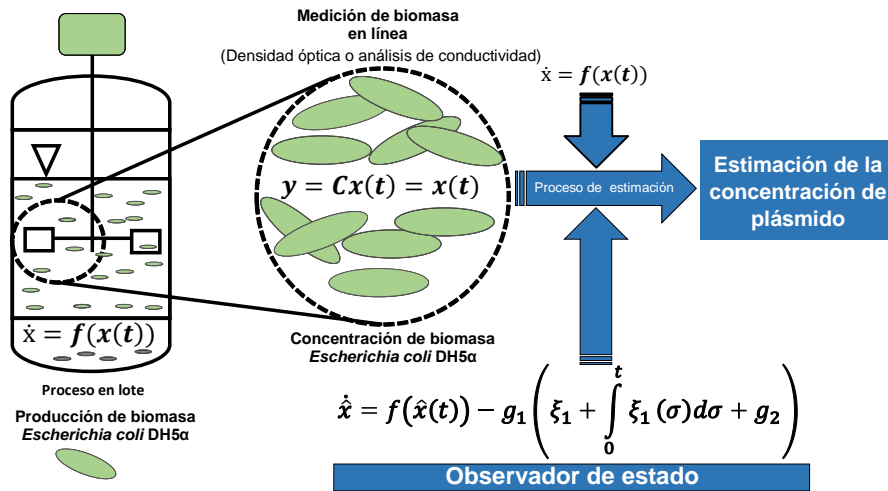 Medición de biomasa
en línea
(Densidad óptica o análisis de conductividad)
ẋ = f(x(t))
y = Cx(t) = x(t)
Proceso de estimación
Estimación de la
concentración de
plásmido
ẋ = f(x(t))
Proceso en lote
Producción de biomasa
Escherichia coli DH5α
Concentración de biomasa
Escherichia coli DH5α
x̂̇ = f(x̂(t)) − g₁(ξ₁ + ∫₀ᵗ ξ₁ (σ)dσ + g₂)
Observador de estado